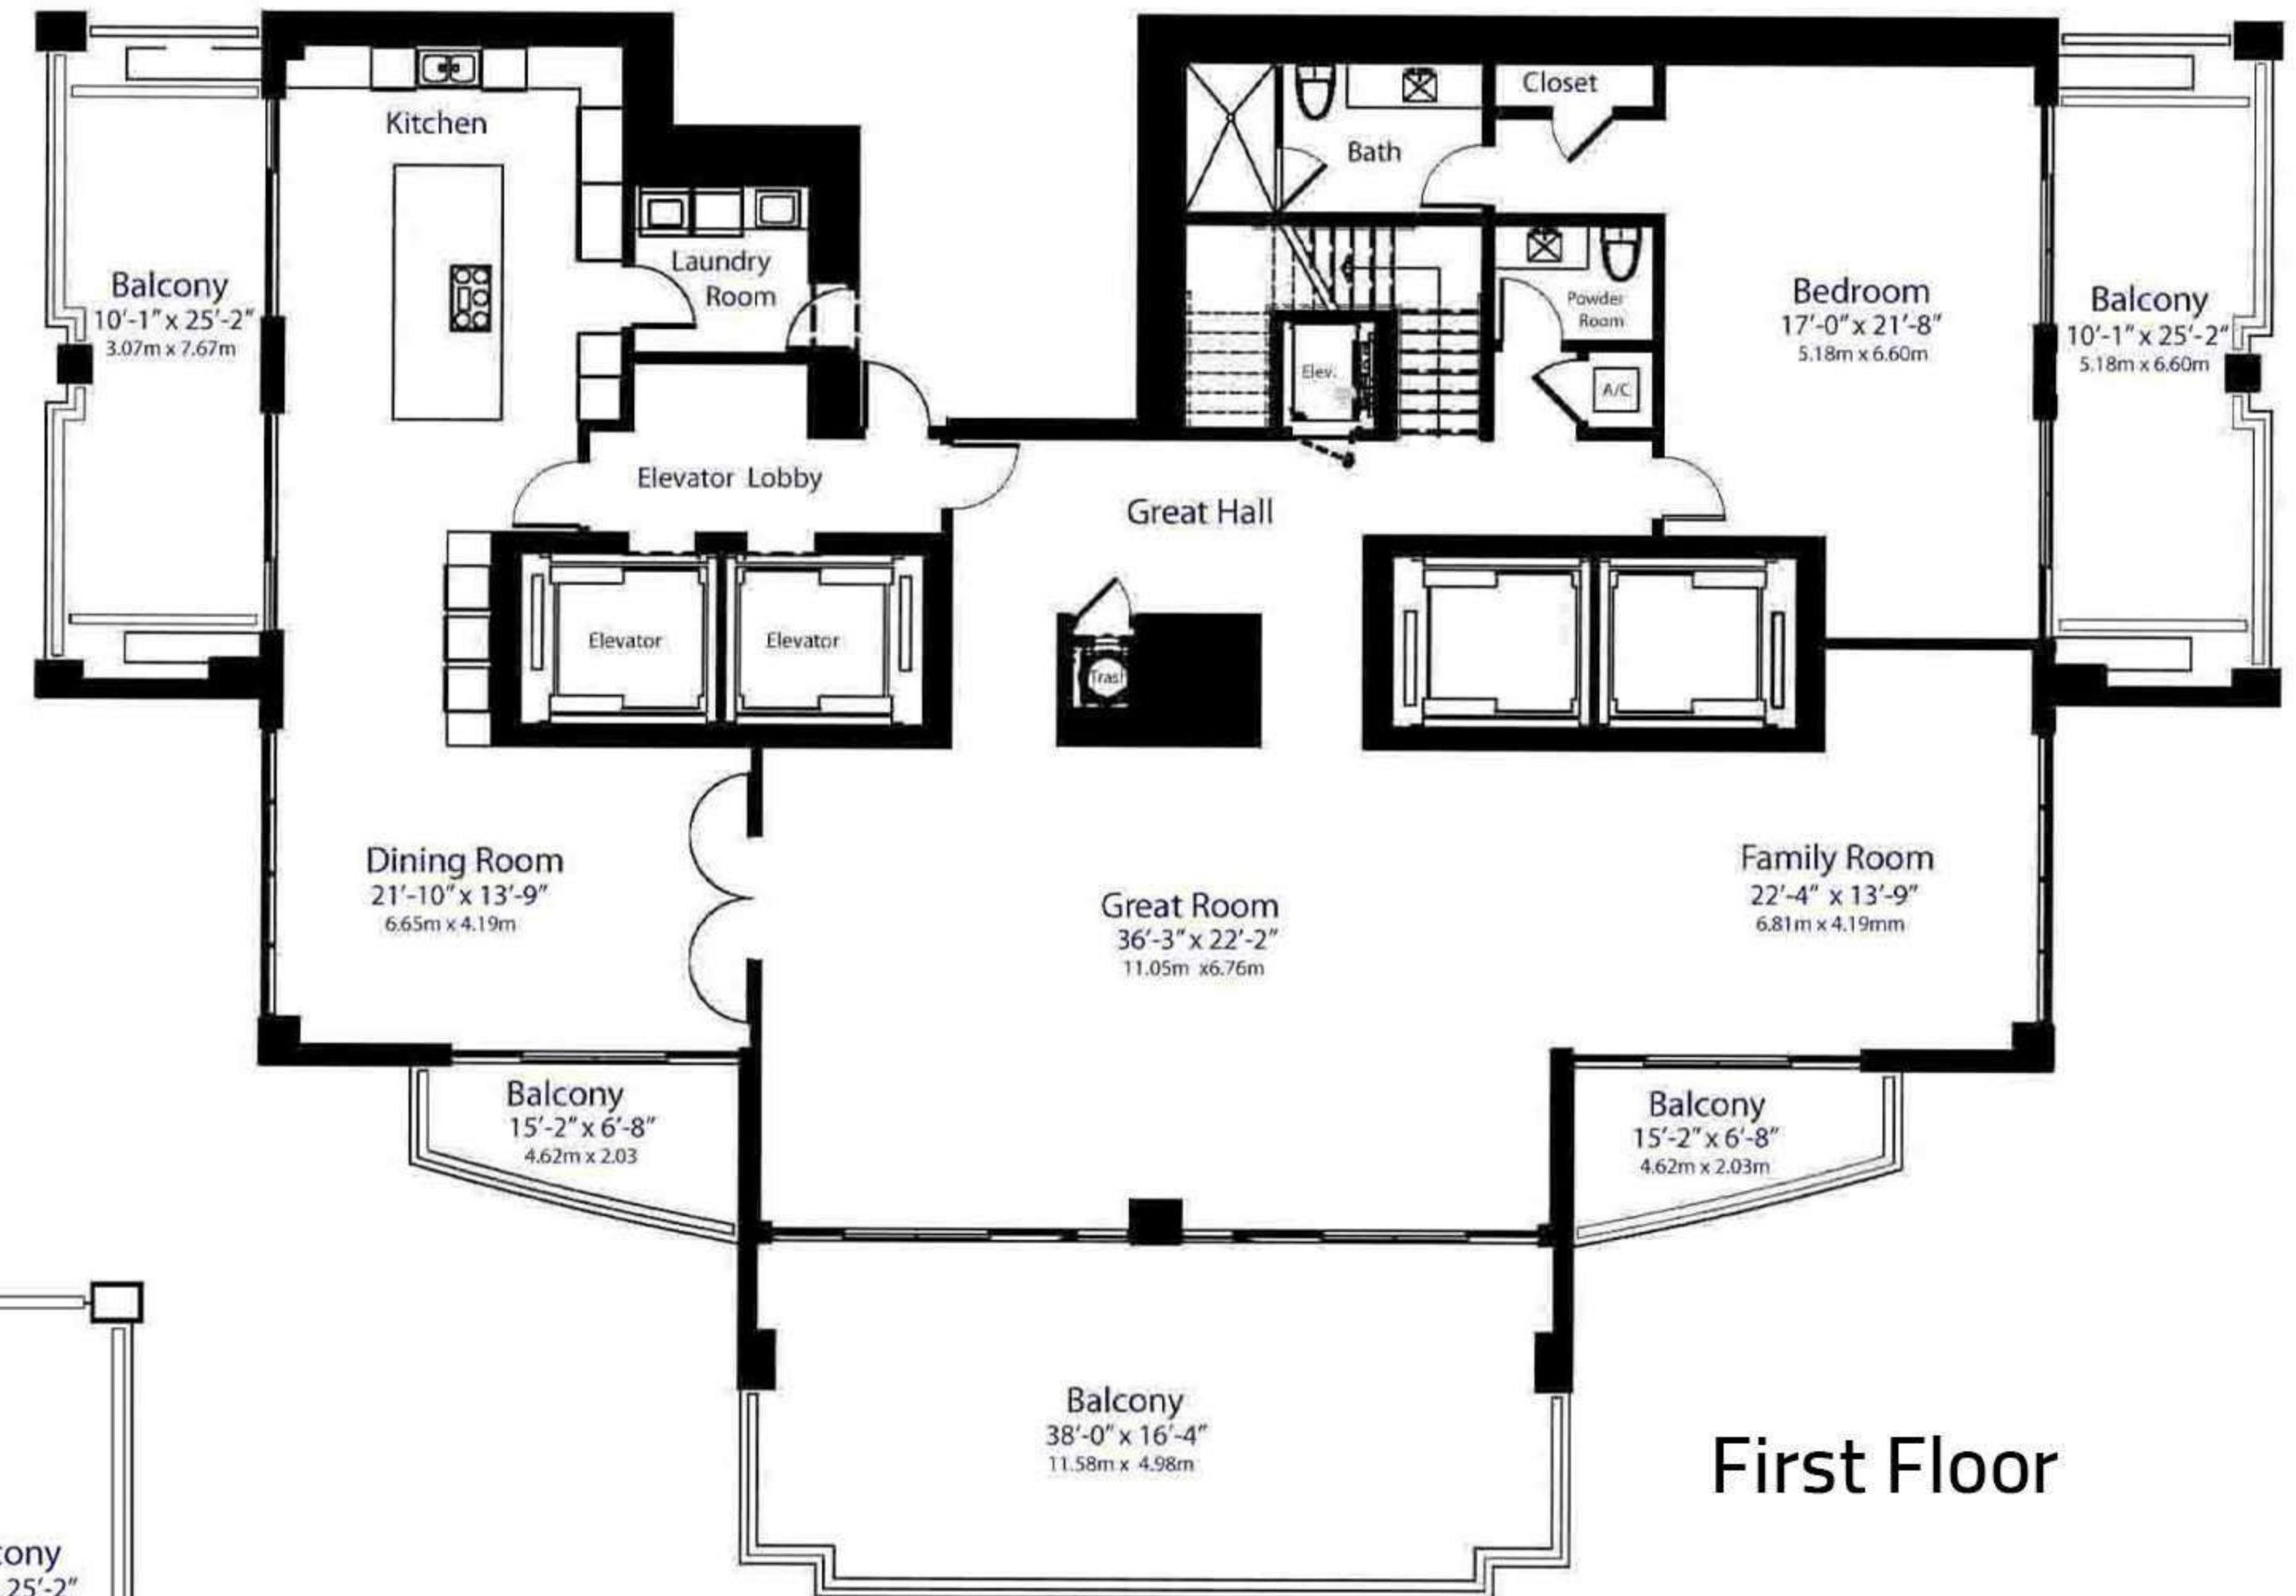 Kitchen
Closet
Bath
Laundry
Room
Balcony
10'-1" x 25'-2"
3.07m x 7.67m
Powder
Room
Bedroom
17'-0" x 21'-8"
5.18m x 6.60m
Balcony
10'-1" x 25'-2"
5.18m x 6.60m
Elev.
A/C
Elevator Lobby
Great Hall
Elevator
Elevator
Trash
Dining Room
21'-10" x 13'-9"
6.65m x 4.19m
Great Room
36'-3" x 22'-2"
11.05m x6.76m
Family Room
22'-4" x 13'-9"
6.81m x 4.19mm
Balcony
15'-2" x 6'-8"
4.62m x 2.03
Balcony
15'-2" x 6'-8"
4.62m x 2.03m
Balcony
38'-0" x 16'-4"
11.58m x 4.98m
First Floor
cony
25'-2"